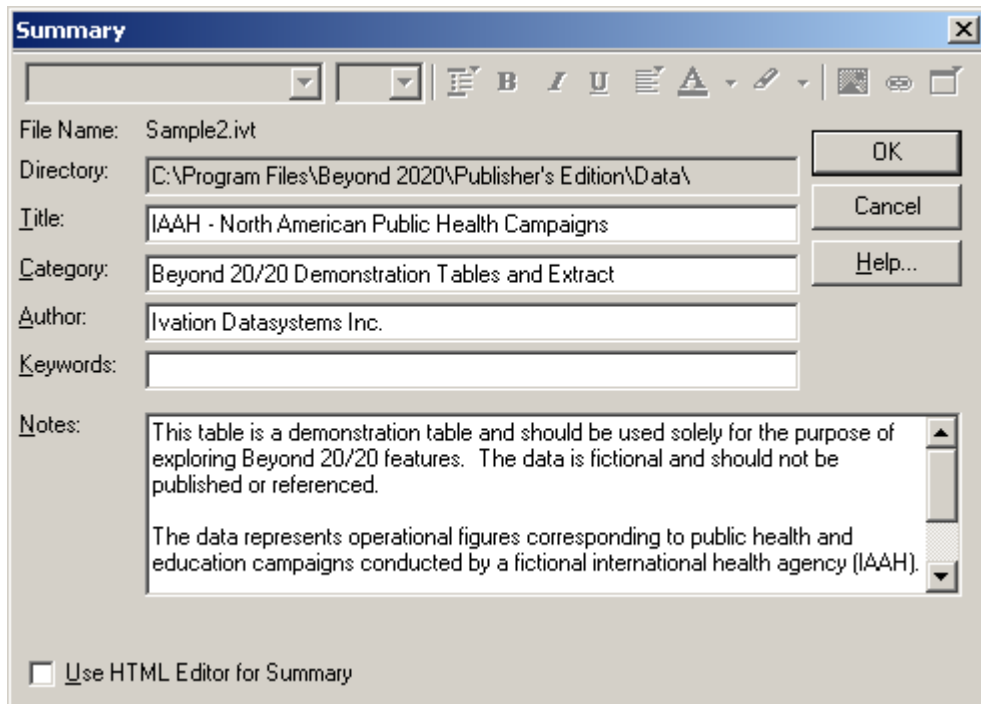 Summary
B I U A
File Name: Sample2.ivt
Directory: C:\Program Files\Beyond 2020\Publisher's Edition\Data\
Title: IAAH - North American Public Health Campaigns
Category: Beyond 20/20 Demonstration Tables and Extract
Author: Ivation Datasystems Inc.
Keywords:
Notes: This table is a demonstration table and should be used solely for the purpose of
exploring Beyond 20/20 features.  The data is fictional and should not be
published or referenced.
The data represents operational figures corresponding to public health and
education campaigns conducted by a fictional international health agency (IAAH).
Use HTML Editor for Summary
OK
Cancel
Help...